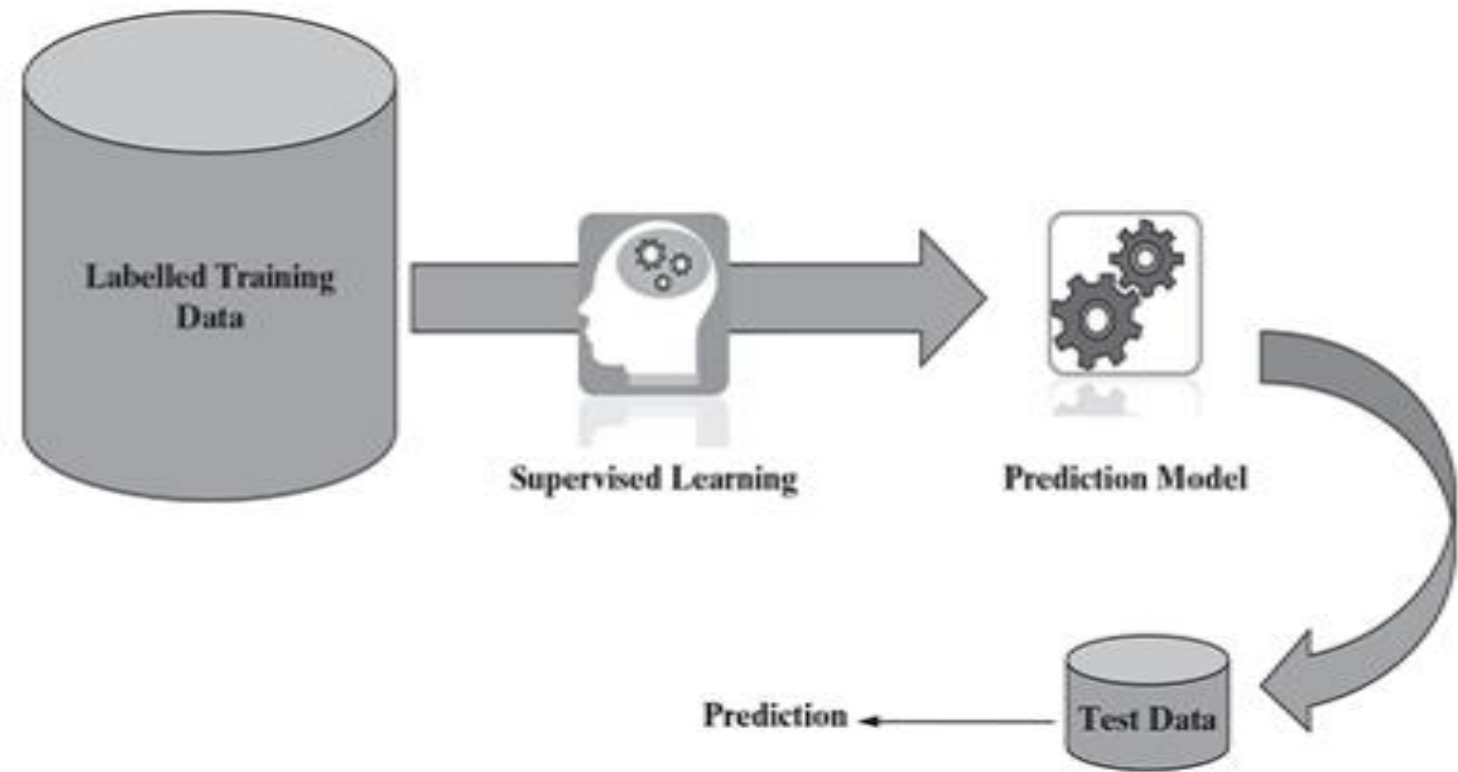 Labelled Training
Data
Supervised Learning
Prediction Model
Prediction
Test Data